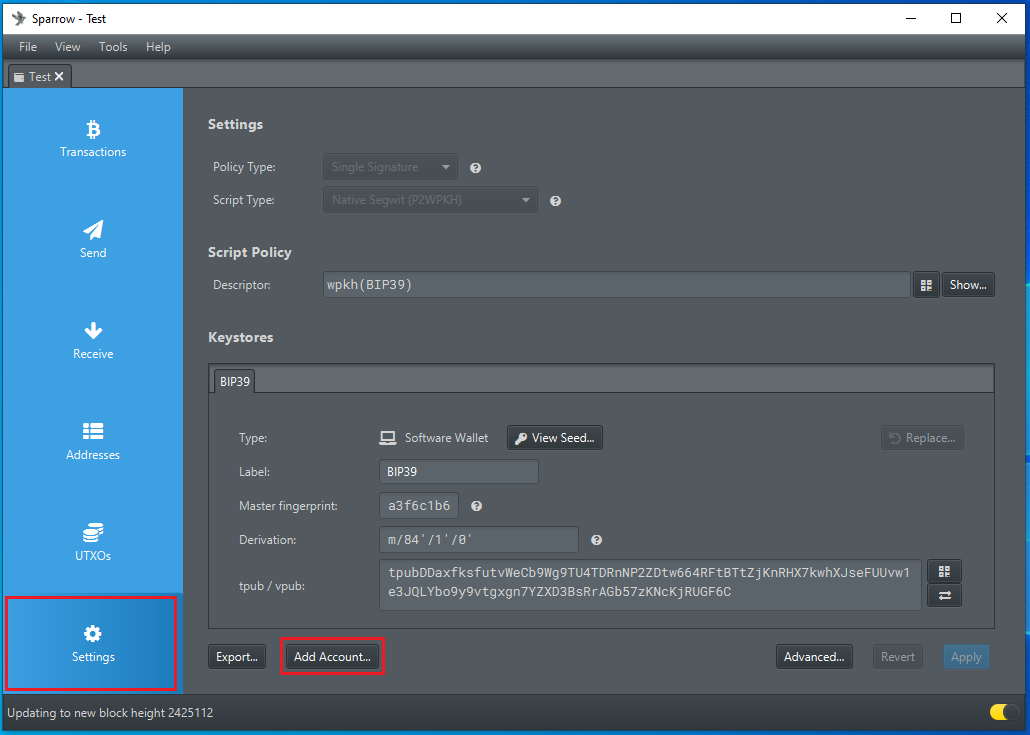 Sparrow - Test
File View Tools Help
Test
Transactions
Send
Receive
Addresses
UTXOs
Settings
Settings
Policy Type: Single Signature
Script Type: Native Segwit (P2WPKH)
Script Policy
Descriptor: wpkh(BIP39) Show...
Keystores
BIP39
Type: Software Wallet View Seed... Replace...
Label: BIP39
Master fingerprint: a3f6c1b6
Derivation: m/84'/1'/0'
tpub / vpub: tpubDDaxfksfutvWeCb9Wg9TU4TDRnNP2ZDtw664RFtBTtZjKnRHX7kwhXJseFUUvw1
e3JQLYbo9y9vtgxgn7YZXD3BsRrAGb57zKNcKjRUGF6C
Export... Add Account... Advanced... Revert Apply
Updating to new block height 2425112